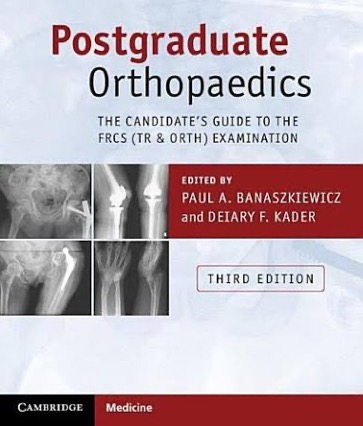 Postgraduate
Orthopaedics
THE CANDIDATE'S GUIDE TO THE
FRCS (TR & ORTH) EXAMINATION
EDITED BY
PAUL A. BANASZKIEWICZ
and DEIARY F. KADER
THIRD EDITION
CAMBRIDGE Medicine